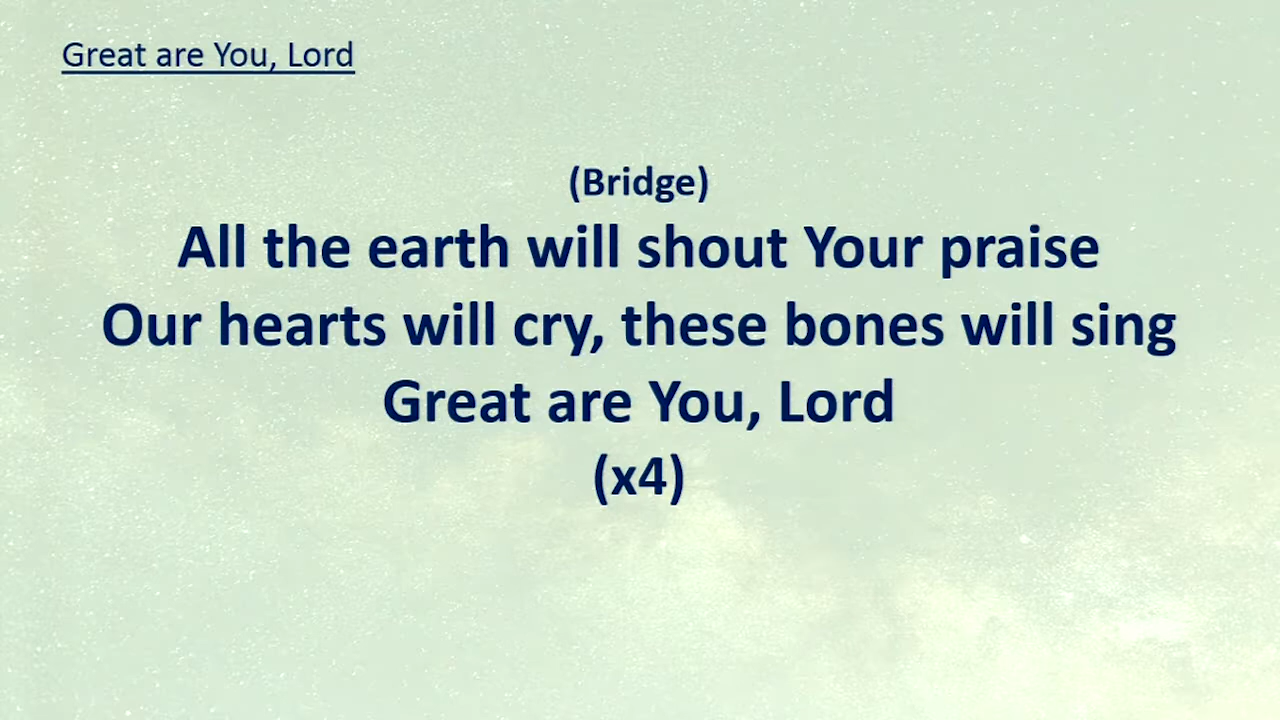 Great are You, Lord
(Bridge)
All the earth will shout Your praise
Our hearts will cry, these bones will sing
Great are You, Lord
(x4)